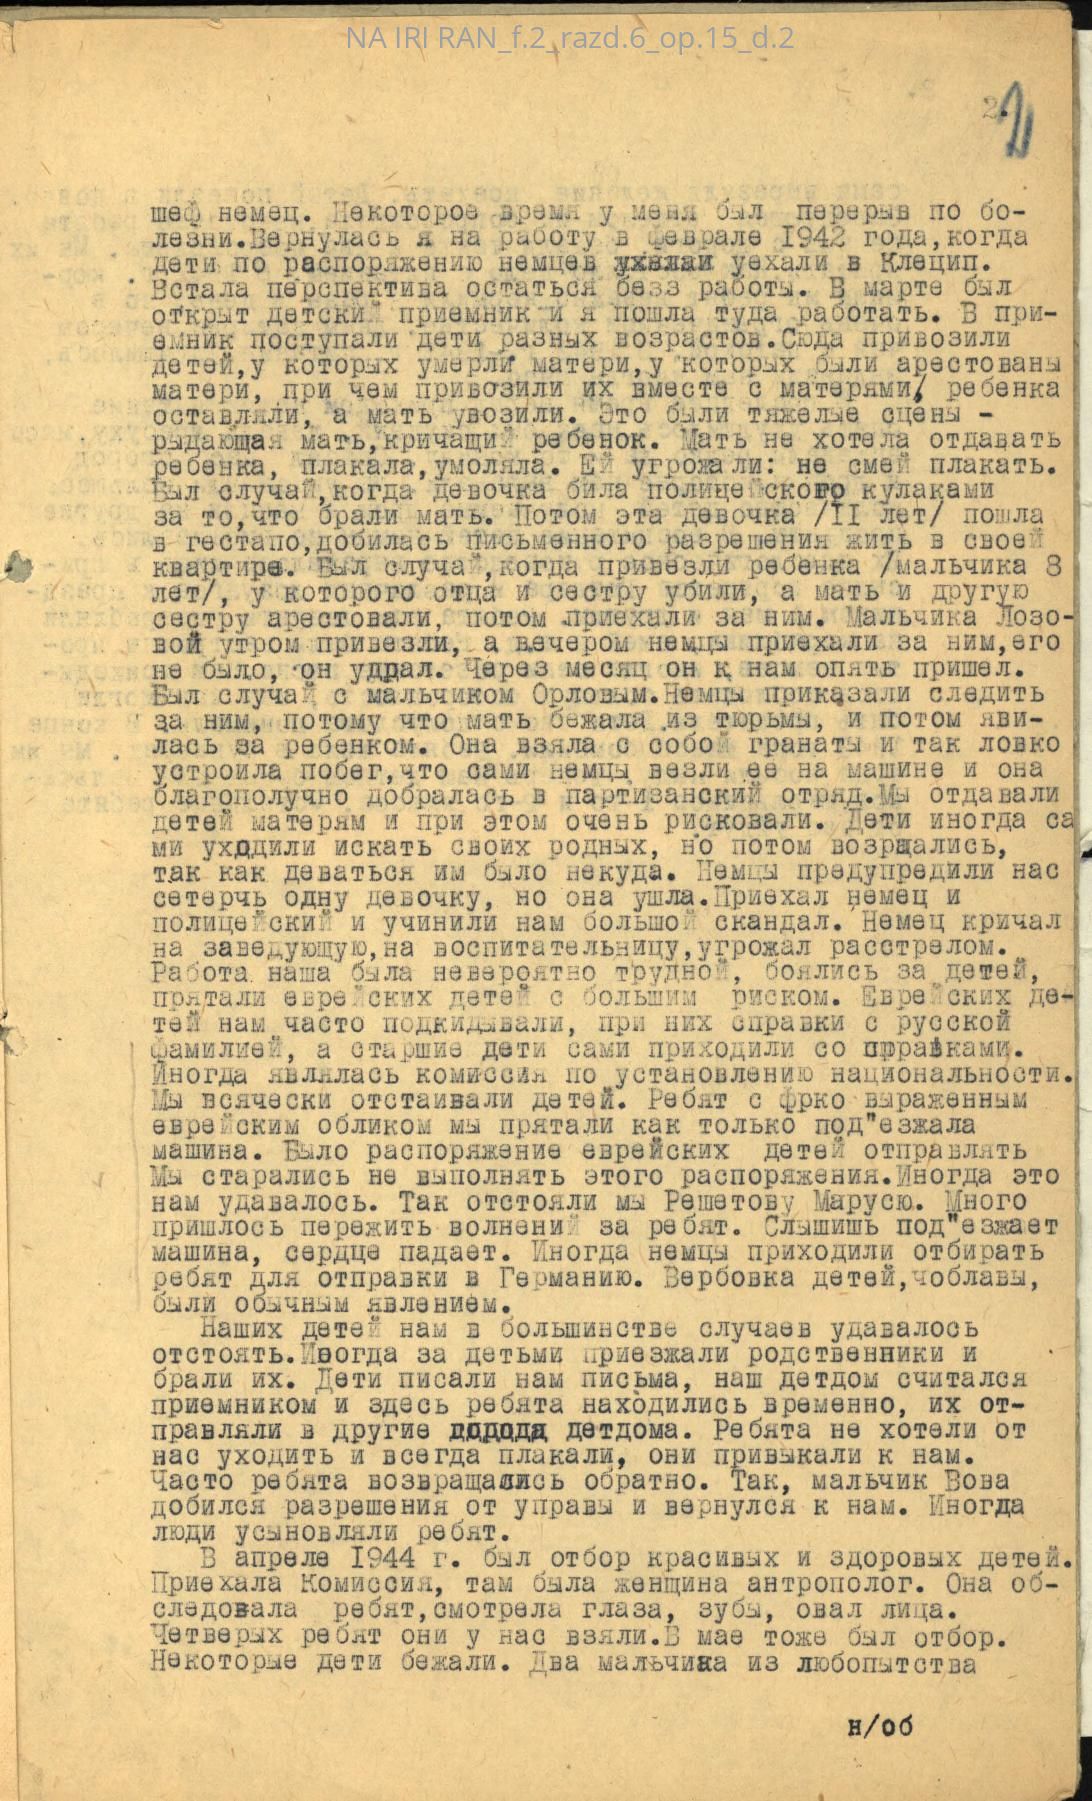 NA IRI RAN_f.2_razd.6_op.15_d.2
2.
2
шеф немец. Некоторое время у меня был перерыв по бо-
лезни.Вернулась я на работу в феврале 1942 года,когда
дети по распоряжению немцев уехали в Клецип.
Встала перспектива остаться безз работы. В марте был
открыт детский приемник и я пошла туда работать. В при-
емник поступали дети разных возрастов.Сюда привозили
детей,у которых умерли матери,у которых были арестованы
матери, при чем привозили их вместе с матерями, ребенка
оставляли, а мать увозили. Это были тяжелые сцены -
рыдающая мать,кричащий ребенок. Мать не хотела отдавать
ребенка, плакала,умоляла. Ей угрожали: не смей плакать.
Был случай,когда девочка била полицейского кулаками
за то,что брали мать. Потом эта девочка /II лет/ пошла
в гестапо,добилась письменного разрешения жить в своей
квартире. Был случай,когда привезли ребенка /мальчика 8
лет/, у которого отца и сестру убили, а мать и другую
сестру арестовали, потом приехали за ним. Мальчика Лозо-
вой утром привезли, а вечером немцы приехали за ним,его
не было, он удрал. Через месяц он к нам опять пришел.
Был случай с мальчиком Орловым.Немцы приказали следить
за ним, потому что мать бежала из тюрьмы, и потом яви-
лась за ребенком. Она взяла с собой гранаты и так ловко
устроила побег,что сами немцы везли ее на машине и она
благополучно добралась в партизанский отряд.Мы отдавали
детей матерям и при этом очень рисковали. Дети иногда са
ми уходили искать своих родных, но потом возрщались,
так как деваться им было некуда. Немцы предупредили нас
сетерчь одну девочку, но она ушла.Приехал немец и
полицейский и учинили нам большой скандал. Немец кричал
на заведующую,на воспитательницу,угрожал расстрелом.
Работа наша была невероятно трудной, боялись за детей,
прятали еврейских детей с большим риском. Еврейских де-
тей нам часто подкидывали, при них справки с русской
фамилией, а старшие дети сами приходили со справками.
Иногда являлась комиссия по установлению национальности.
Мы всячески отстаивали детей. Ребят с фрко выраженным
еврейским обликом мы прятали как только под"езжала
машина. Было распоряжение еврейских детей отправлять
Мы старались не выполнять этого распоряжения.Иногда это
нам удавалось. Так отстояли мы Решетову Марусю. Много
пришлось пережить волнений за ребят. Слышишь под"езжает
машина, сердце падает. Иногда немцы приходили отбирать
ребят для отправки в Германию. Вербовка детей,чоблавы,
были обычным явлением.
Наших детей нам в большинстве случаев удавалось
отстоять.Иногда за детьми приезжали родственники и
брали их. Дети писали нам письма, наш детдом считался
приемником и здесь ребята находились временно, их от-
правляли в другие детдома. Ребята не хотели от
нас уходить и всегда плакали, они привыкали к нам.
Часто ребята возвращались обратно. Так, мальчик Вова
добился разрешения от управы и вернулся к нам. Иногда
люди усыновляли ребят.
В апреле 1944 г. был отбор красивых и здоровых детей.
Приехала Комиссия, там была женщина антрополог. Она об-
следовала ребят,смотрела глаза, зубы, овал лица.
Четверых ребят они у нас взяли.В мае тоже был отбор.
Некоторые дети бежали. Два мальчика из любопытства
н/об